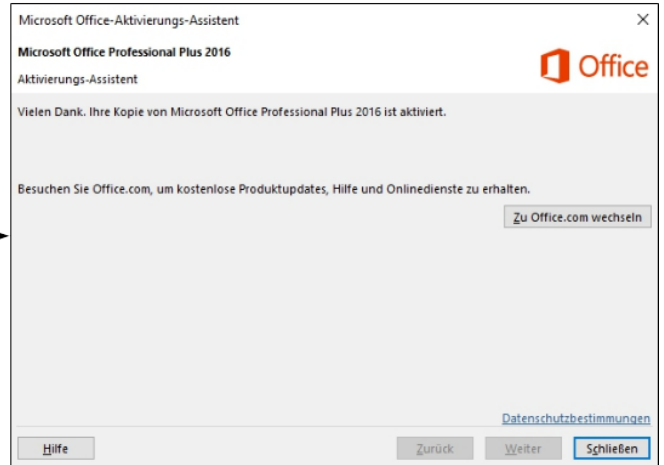 Microsoft Office-Aktivierungs-Assistent
Microsoft Office Professional Plus 2016
Office
Aktivierungs-Assistent
Vielen Dank. Ihre Kopie von Microsoft Office Professional Plus 2016 ist aktiviert.
Besuchen Sie Office.com, um kostenlose Produktupdates, Hilfe und Onlinedienste zu erhalten.
Zu Office.com wechseln
Datenschutzbestimmungen
Hilfe Zurück Weiter Schließen